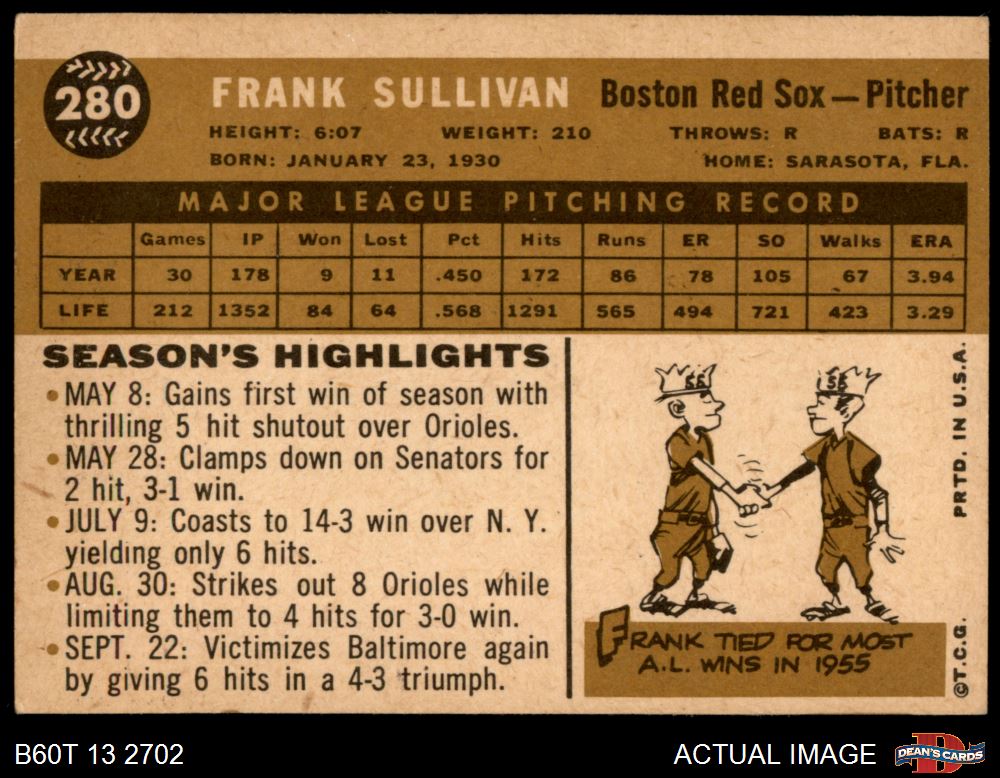 280
FRANK SULLIVAN Boston Red Sox — Pitcher
HEIGHT: 6:07 WEIGHT: 210 THROWS: R BATS: R
BORN: JANUARY 23, 1930 HOME: SARASOTA, FLA.
MAJOR LEAGUE PITCHING RECORD
Games IP Won Lost Pct Hits Runs ER SO Walks ERA
YEAR 30 178 9 11 .450 172 86 78 105 67 3.94
LIFE 212 1352 84 64 .568 1291 565 494 721 423 3.29
SEASON'S HIGHLIGHTS
• MAY 8: Gains first win of season with
thrilling 5 hit shutout over Orioles.
• MAY 28: Clamps down on Senators for
2 hit, 3-1 win.
• JULY 9: Coasts to 14-3 win over N. Y.
yielding only 6 hits.
• AUG. 30: Strikes out 8 Orioles while
limiting them to 4 hits for 3-0 win.
• SEPT. 22: Victimizes Baltimore again
by giving 6 hits in a 4-3 triumph.
FRANK TIED FOR MOST
A.L. WINS IN 1955
©T.C.G. PRTD. IN U.S.A.
B60T 13 2702
ACTUAL IMAGE
DEAN'S CARDS